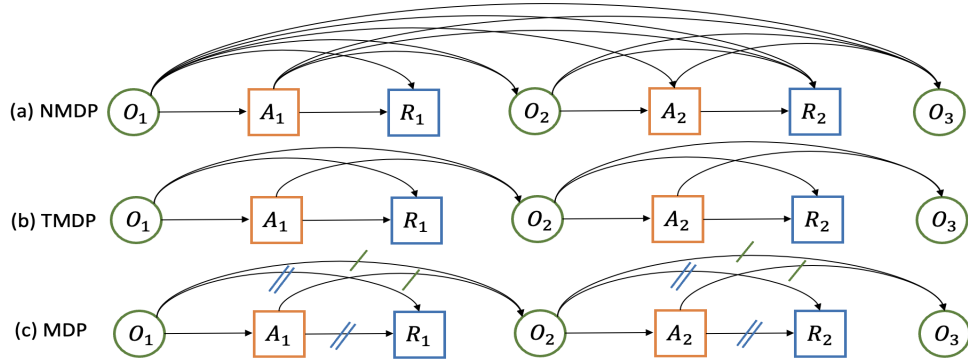 (a) NMDP O₁ A₁ R₁ O₂ A₂ R₂ O₃
(b) TMDP O₁ A₁ R₁ O₂ A₂ R₂ O₃
(c) MDP O₁ A₁ R₁ O₂ A₂ R₂ O₃